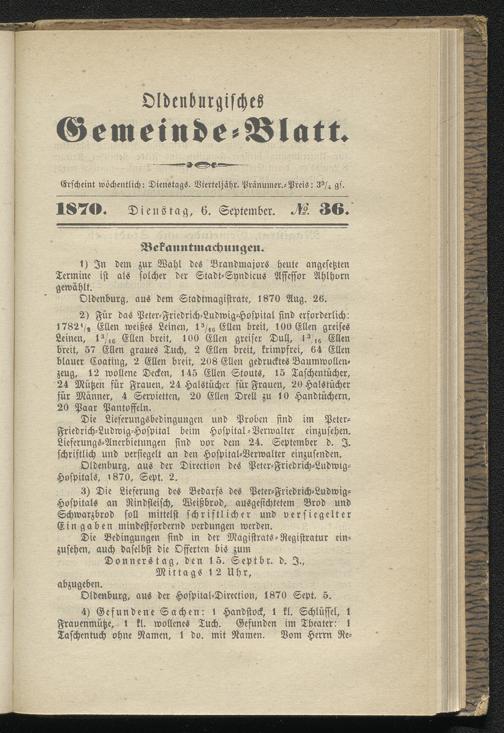 Oldenburgisches
Gemeinde-Blatt.
Erscheint wöchentlich: Dienstags. Vierteljähr. Pränumer.-Preis: 3¾ gs.
1870. Dienstag, 6. September. № 36.
Bekanntmachungen.
1) In dem zur Wahl des Brandmajors heute angesetzten
Termine ist als solcher der Stadt-Syndicus Assessor Ahlhorn
gewählt.
Oldenburg, aus dem Stadtmagistrate, 1870 Aug. 26.
2) Für das Peter-Friedrich-Ludwig-Hospital sind erforderlich:
1782½ Ellen weißes Leinen, 1³/₁₆ Ellen breit, 100 Ellen greises
Leinen, 1³/₁₆ Ellen breit, 100 Ellen greiser Dull, 1³/₁₆ Ellen
breit, 57 Ellen graues Tuch, 2 Ellen breit, krimpfrei, 64 Ellen
blauer Coating, 2 Ellen breit, 208 Ellen gedrucktes Baumwollen-
zeug, 12 wollene Decken, 145 Ellen Stouts, 15 Taschentücher,
24 Mützen für Frauen, 24 Halstücher für Frauen, 20 Halstücher
für Männer, 4 Servietten, 20 Ellen Drell zu 10 Handtüchern,
20 Paar Pantoffeln.
Die Lieferungsbedingungen und Proben sind im Peter-
Friedrich-Ludwig-Hospital beim Hospital-Verwalter einzusehen.
Lieferungs-Anerbietungen sind vor dem 24. September d. J.
schriftlich und versiegelt an den Hospital-Verwalter einzusenden.
Oldenburg, aus der Direction des Peter-Friedrich-Ludwig-
Hospitals, 1870, Sept. 2.
3) Die Lieferung des Bedarfs des Peter-Friedrich-Ludwig-
Hospitals an Rindfleisch, Weißbrod, ausgesichtetem Brod und
Schwarzbrod soll mittelst schriftlicher und versiegelter
Eingaben mindestfordernd verdungen werden.
Die Bedingungen sind in der Magistrats-Registratur ein-
zusehen, auch daselbst die Offerten bis zum
Donnerstag, den 15. Septbr. d. J.,
Mittags 12 Uhr,
abzugeben.
Oldenburg, aus der Hospital-Direction, 1870 Sept. 5.
4) Gefundene Sachen: 1 Handstock, 1 kl. Schlüssel, 1
Frauenmütze, 1 kl. wollenes Tuch. Gefunden im Theater: 1
Taschentuch ohne Namen, 1 do. mit Namen. Vom Herrn Re-